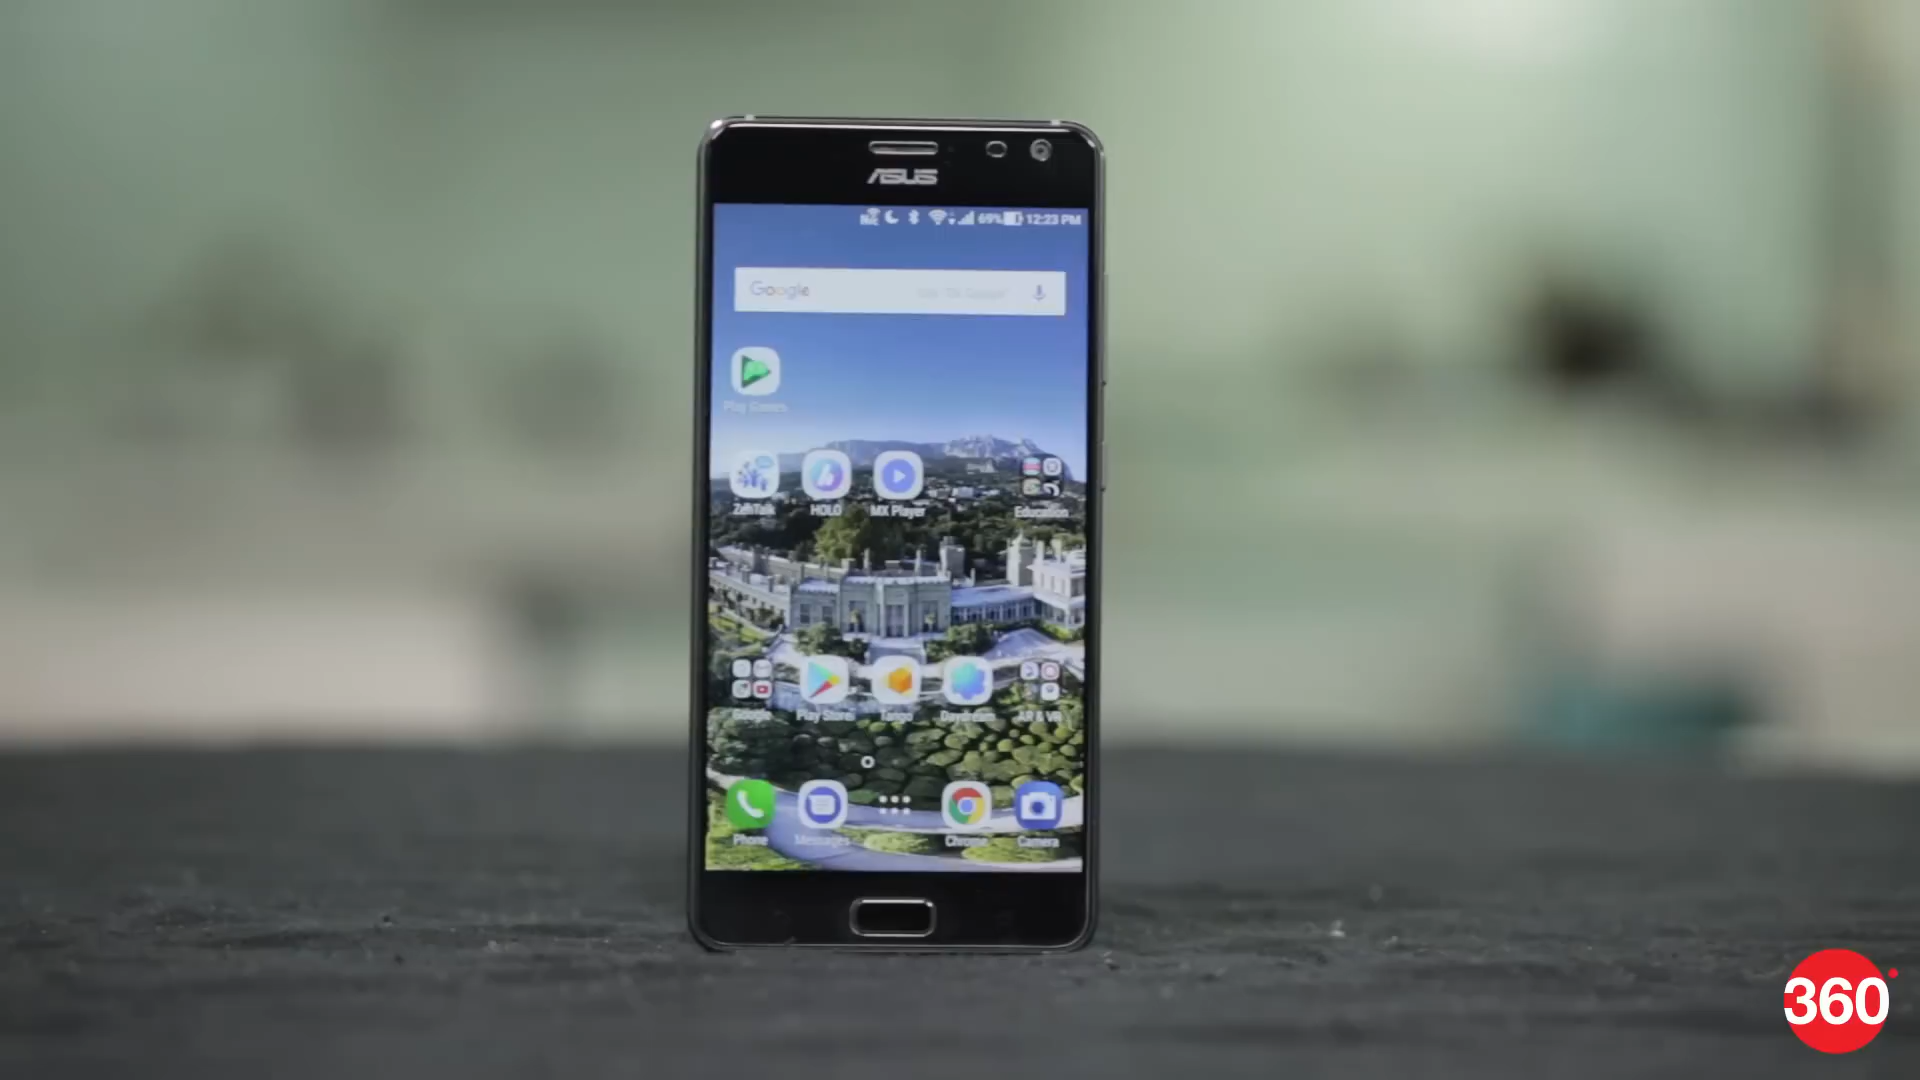 ASUS
69% 12:23 PM
Google
Play Games
ZenTalk HOLO MX Player Education
Google Play Store Tango Daydream AR & VR
Phone Messages Chrome Camera
360